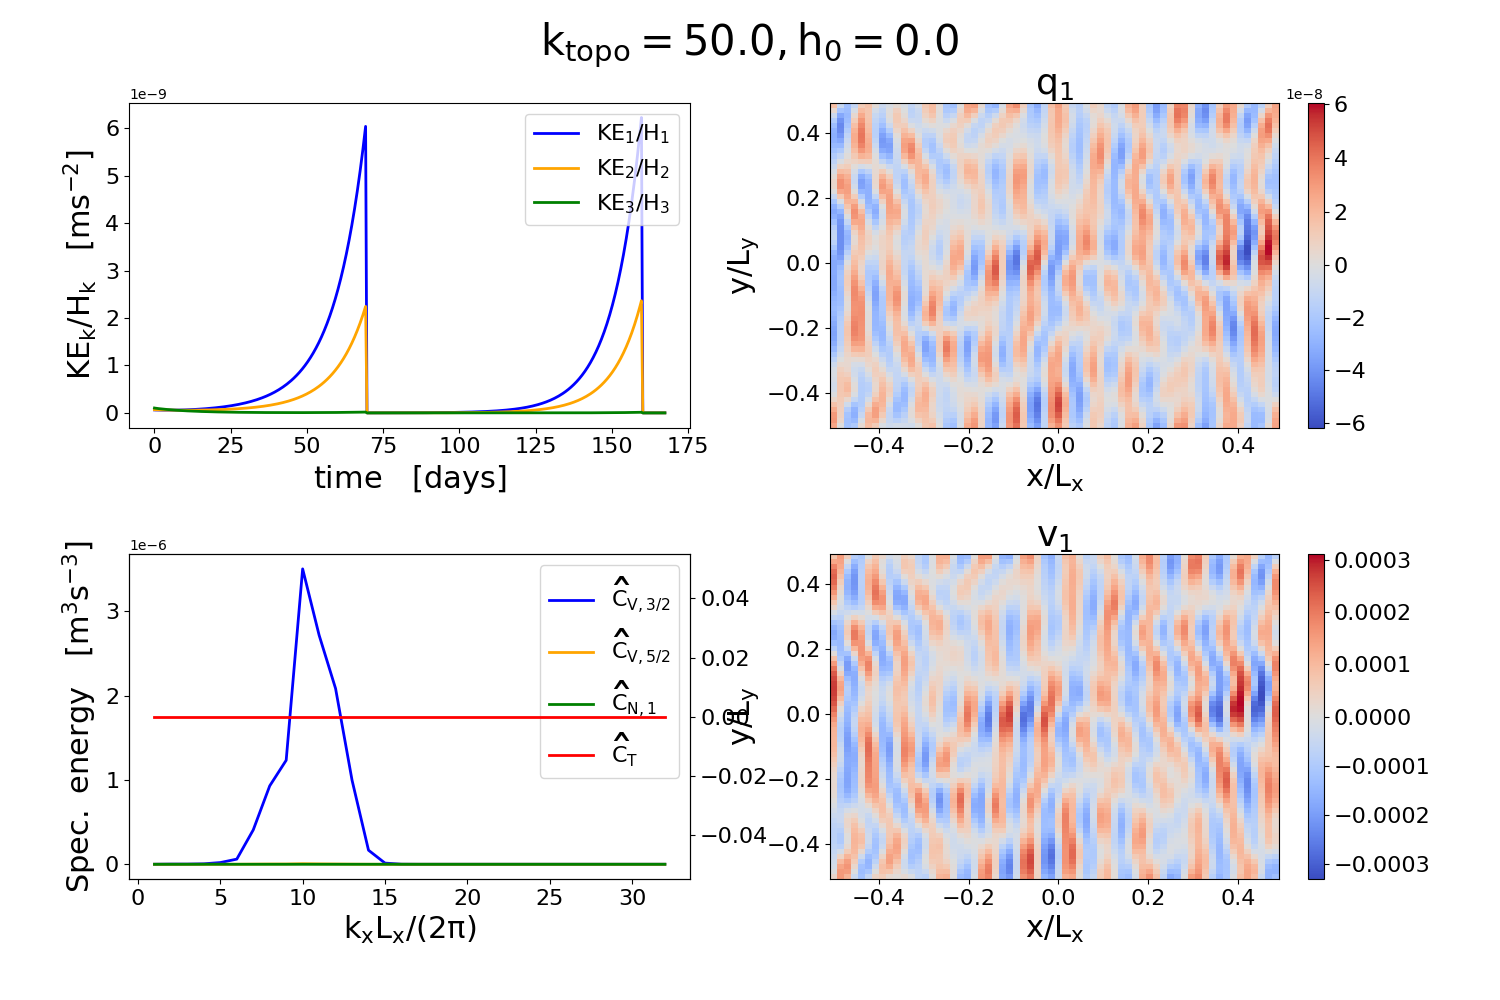 k_topo = 50.0, h_0 = 0.0
1e−9
KE_k/H_k [ms^−2]
6
5
4
3
2
1
0
KE_1/H_1
KE_2/H_2
KE_3/H_3
0 25 50 75 100 125 150 175
time [days]
q_1
y/L_y
0.4
0.2
0.0
−0.2
−0.4
−0.4 −0.2 0.0 0.2 0.4
x/L_x
1e−8
6
4
2
0
−2
−4
−6
1e−6
Spec. energy [m^3s^−3]
3
2
1
0
Ĉ_V, 3/2
Ĉ_V, 5/2
Ĉ_N, 1
Ĉ_T
0 5 10 15 20 25 30
k_xL_x/(2π)
0.04
0.02
0.00
−0.02
−0.04
v_1
y/L_y
0.4
0.2
0.0
−0.2
−0.4
−0.4 −0.2 0.0 0.2 0.4
x/L_x
0.0003
0.0002
0.0001
0.0000
−0.0001
−0.0002
−0.0003